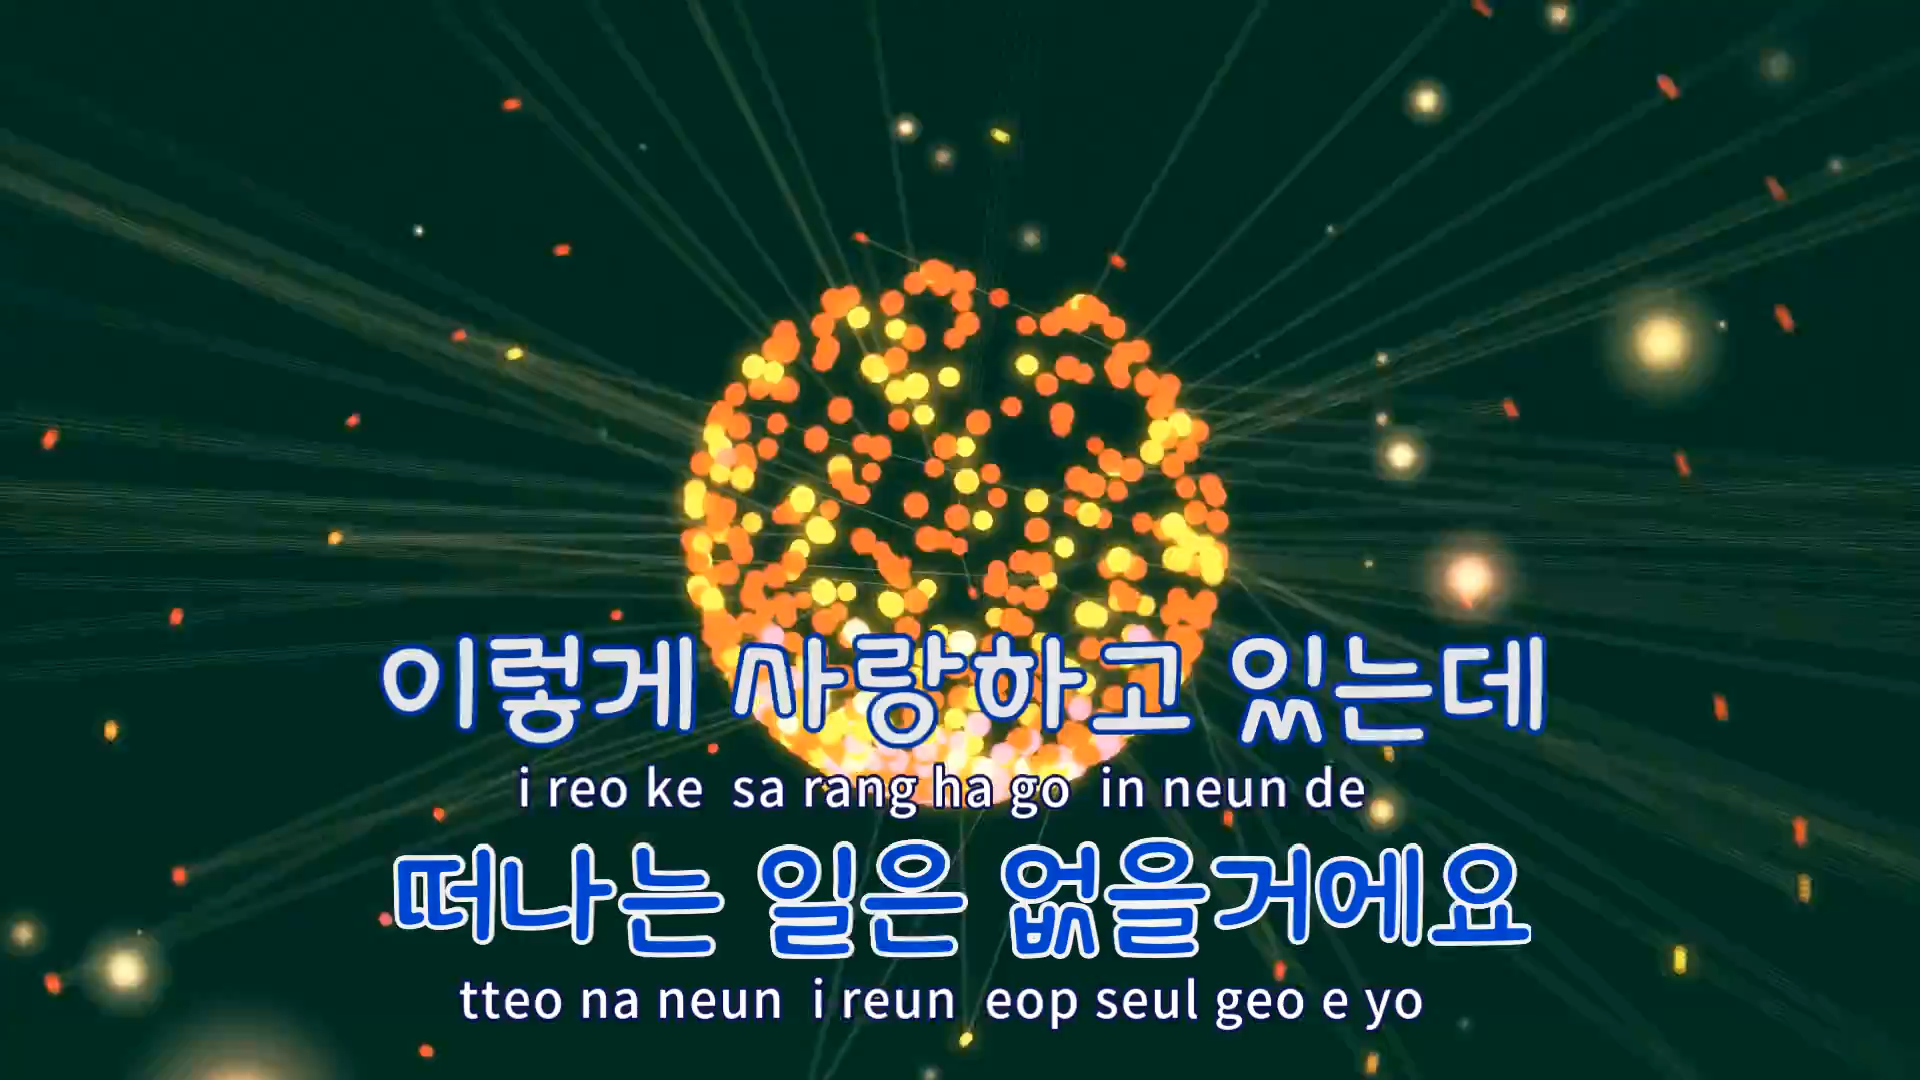 이렇게 사랑하고 있는데
i reo ke sa rang ha go in neun de
떠나는 일은 없을거에요
tteo na neun i reun eop seul geo e yo